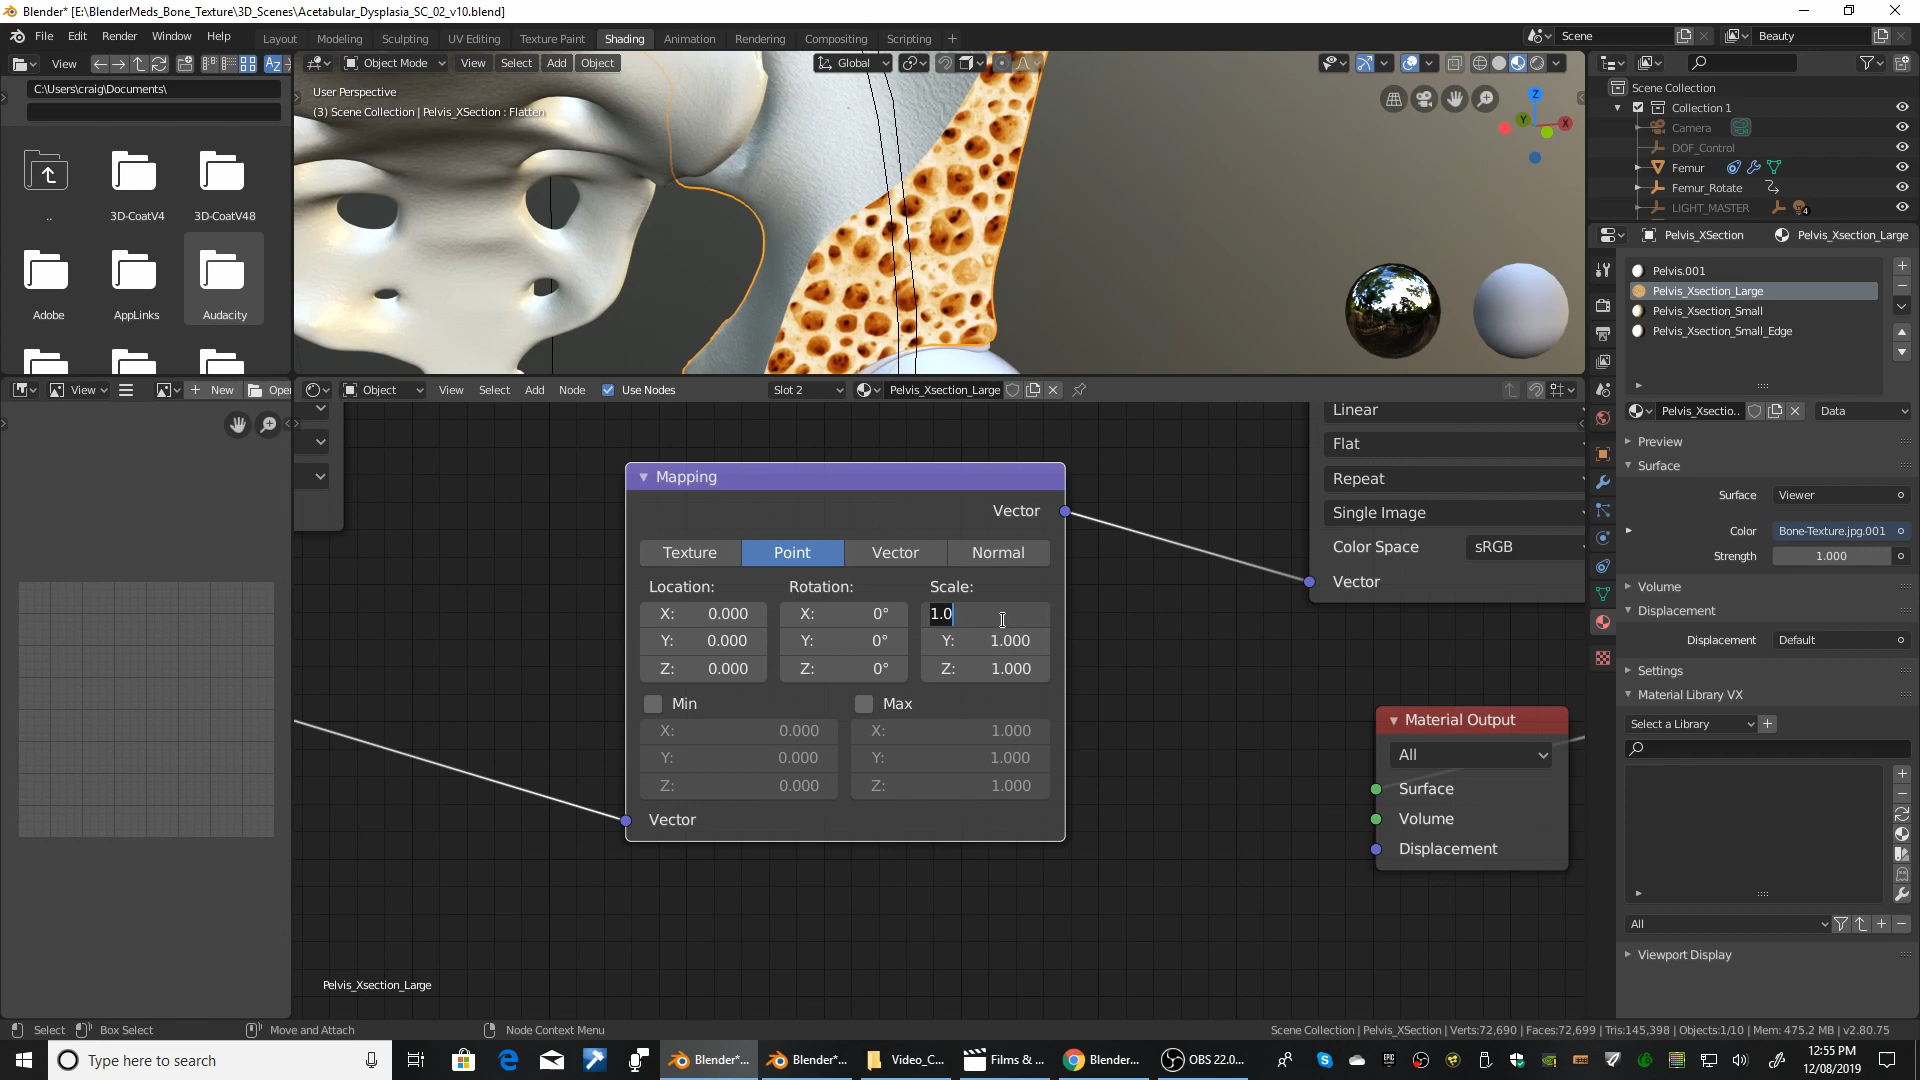 Blender* [E:\BlenderMeds_Bone_Texture\3D_Scenes\Acetabular_Dysplasia_SC_02_v10.blend]
File Edit Render Window Help Layout Modeling Sculpting UV Editing Texture Paint Shading Animation Rendering Compositing Scripting + Scene Beauty
View Object Mode View Select Add Object Global
C:\Users\craig\Documents\
User Perspective
(3) Scene Collection | Pelvis_XSection : Flatten
Z
Y
X
.. 3D-CoatV4 3D-CoatV48
Adobe AppLinks Audacity
Scene Collection
Collection 1
Camera
DOF_Control
Femur
Femur_Rotate
LIGHT_MASTER 4
Pelvis_XSection Pelvis_Xsection_Large
Pelvis.001
Pelvis_Xsection_Large
Pelvis_Xsection_Small
Pelvis_Xsection_Small_Edge
View New Open Object View Select Add Node Use Nodes Slot 2 Pelvis_Xsection_Large
Pelvis_Xsectio.. Data
Preview
Surface
Surface Viewer
Color Bone-Texture.jpg.001
Strength 1.000
Volume
Displacement
Displacement Default
Settings
Material Library VX
Select a Library
All
Viewport Display
Mapping
Vector
Texture Point Vector Normal
Location: Rotation: Scale:
X: 0.000 X: 0° 1.0
Y: 0.000 Y: 0° Y: 1.000
Z: 0.000 Z: 0° Z: 1.000
Min Max
X: 0.000 X: 1.000
Y: 0.000 Y: 1.000
Z: 0.000 Z: 1.000
Vector
Linear
Flat
Repeat
Single Image
Color Space sRGB
Vector
Material Output
All
Surface
Volume
Displacement
Pelvis_Xsection_Large
Select Box Select Move and Attach Node Context Menu Scene Collection | Pelvis_XSection | Verts:72,690 | Faces:72,699 | Tris:145,398 | Objects:1/10 | Mem: 475.2 MB | v2.80.75
Type here to search Blender*... Blender*... Video_C... Films & ... Blender... OBS 22.0...
12:55 PM
12/08/2019